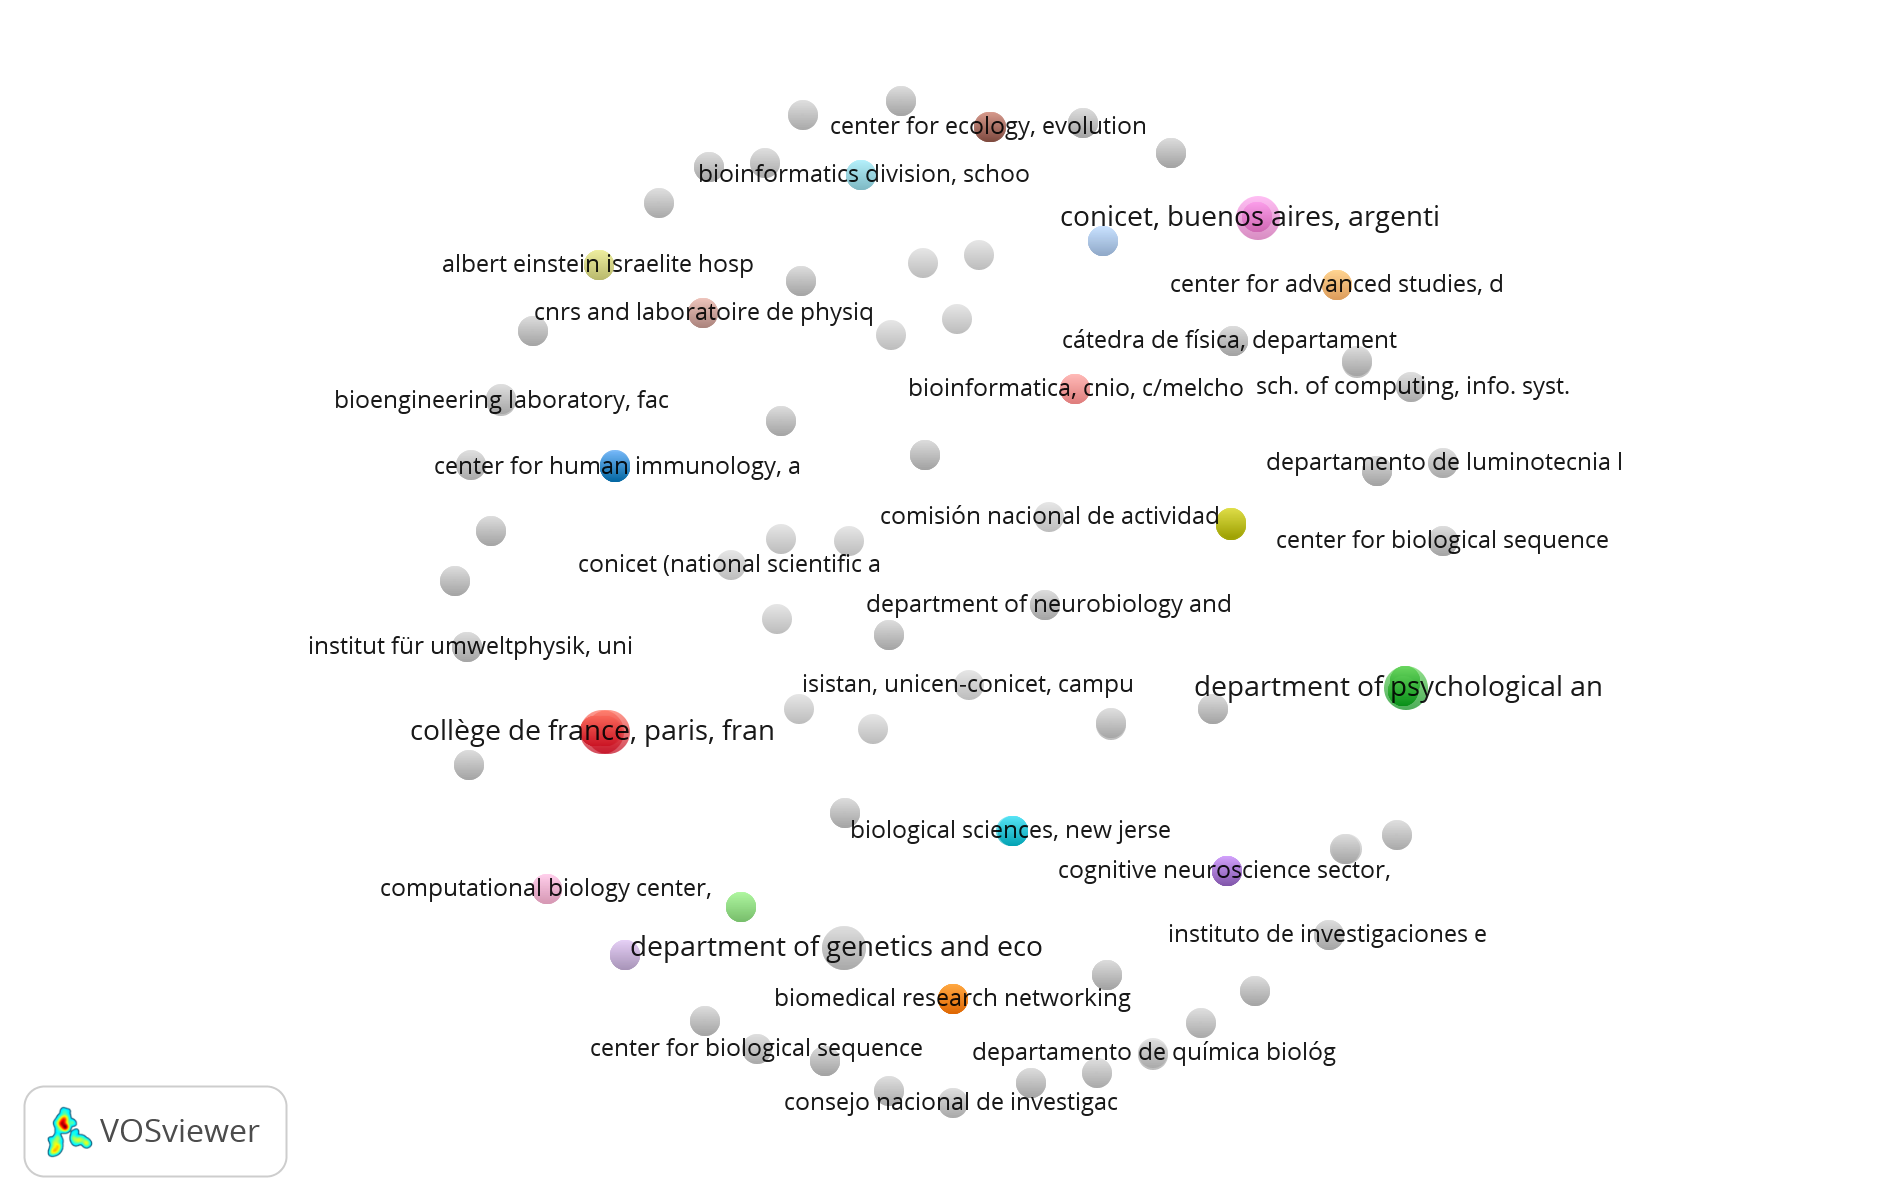 center for ecology, evolution
bioinformatics division, schoo
conicet, buenos aires, argenti
albert einstein israelite hosp
center for advanced studies, d
cnrs and laboratoire de physiq
cátedra de física, departament
bioinformatica, cnio, c/melcho
sch. of computing, info. syst.
bioengineering laboratory, fac
center for human immunology, a
departamento de luminotecnia l
comisión nacional de actividad
center for biological sequence
conicet (national scientific a
department of neurobiology and
institut für umweltphysik, uni
isistan, unicen-conicet, campu
department of psychological an
collège de france, paris, fran
biological sciences, new jerse
cognitive neuroscience sector,
computational biology center,
instituto de investigaciones e
department of genetics and eco
biomedical research networking
center for biological sequence
departamento de química biológ
consejo nacional de investigac
VOSviewer